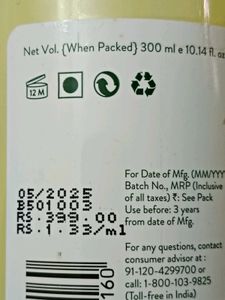 Net Vol. {When Packed} 300 ml e 10.14 fl. oz
12 M
05/2025
B501003
RS. 399.00
RS. 1.33/ml
For Date of Mfg. (MM/YYY
Batch No., MRP (Inclusive
of all taxes) ₹: See Pack
Use before: 3 years
from date of Mfg.
For any questions, contact
consumer advisor at :
91-120-4299700 or
call: 1-800-103-9825
(Toll-free in India)
160